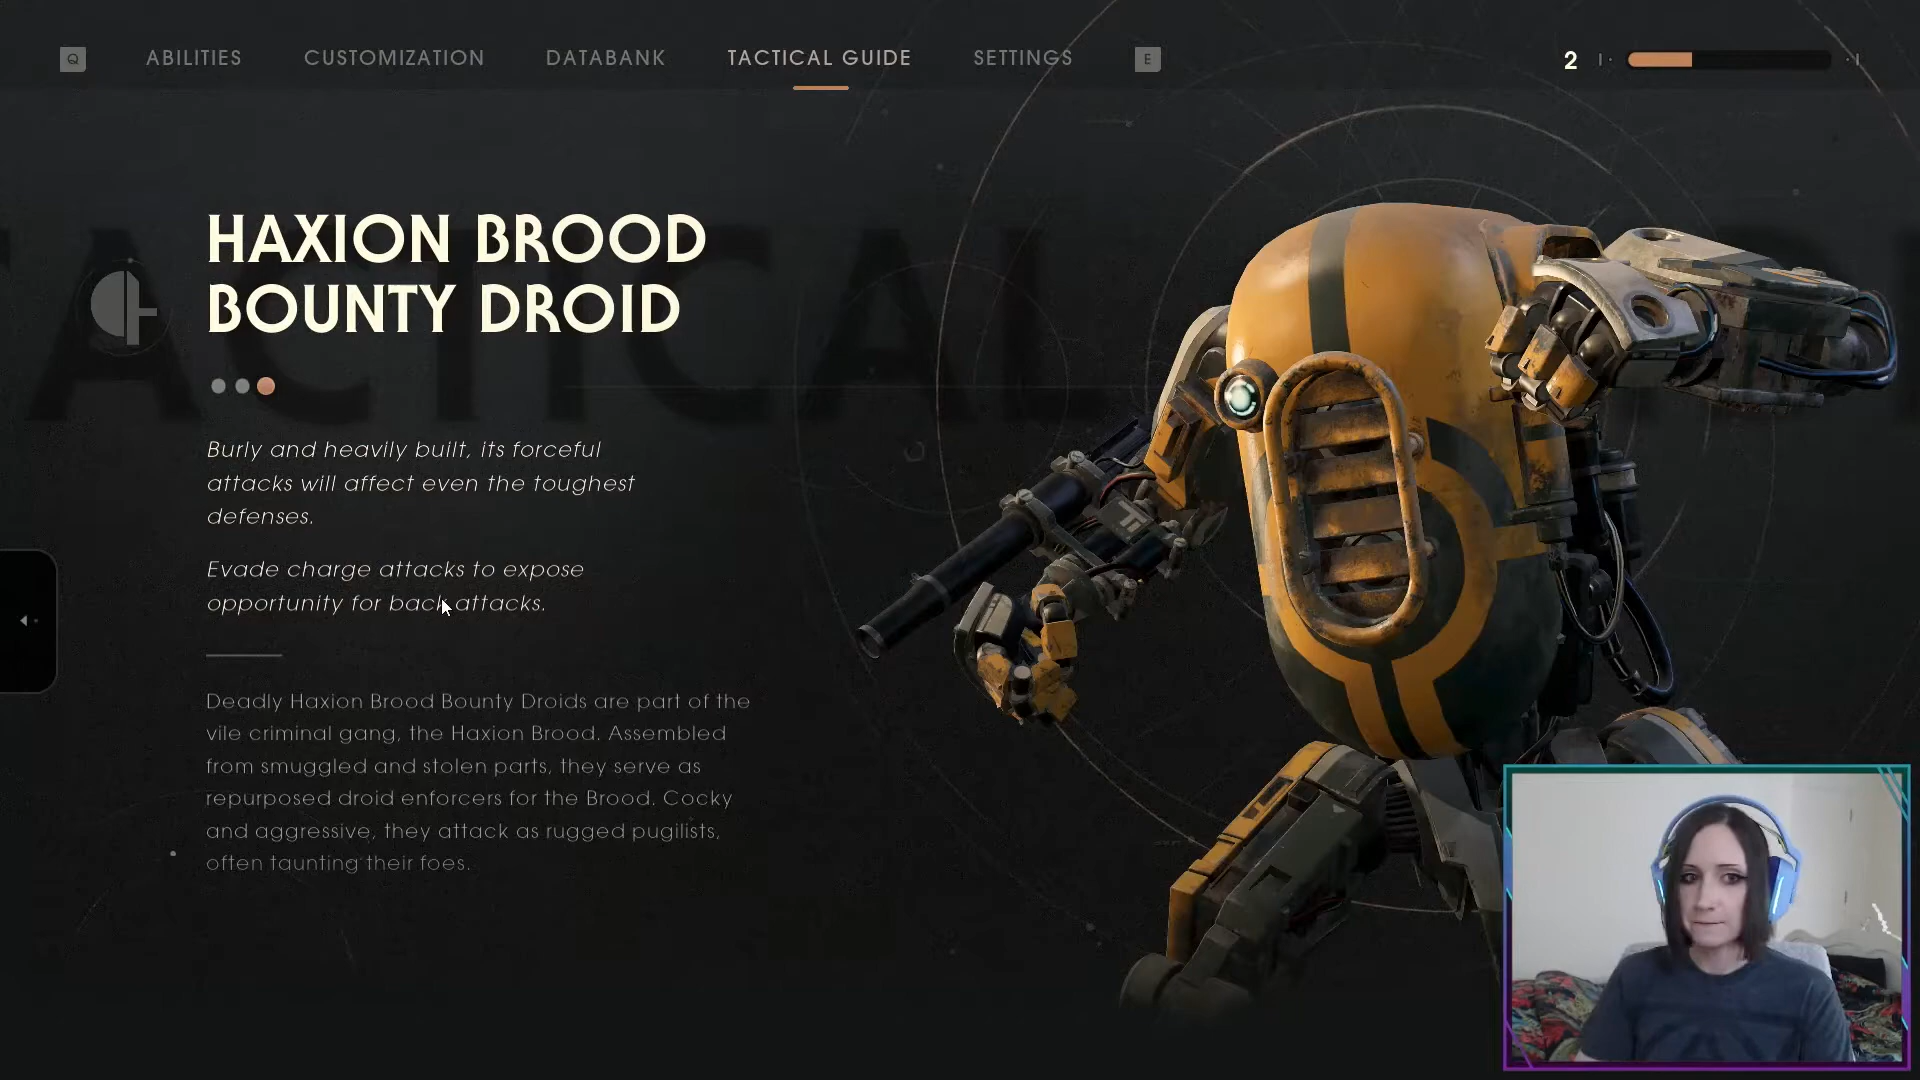 Q
ABILITIES
CUSTOMIZATION
DATABANK
TACTICAL GUIDE
SETTINGS
E
2
TACTICAL
HAXION BROOD
BOUNTY DROID
Burly and heavily built, its forceful
attacks will affect even the toughest
defenses.
Evade charge attacks to expose
opportunity for back attacks.
Deadly Haxion Brood Bounty Droids are part of the
vile criminal gang, the Haxion Brood. Assembled
from smuggled and stolen parts, they serve as
repurposed droid enforcers for the Brood. Cocky
and aggressive, they attack as rugged pugilists,
often taunting their foes.